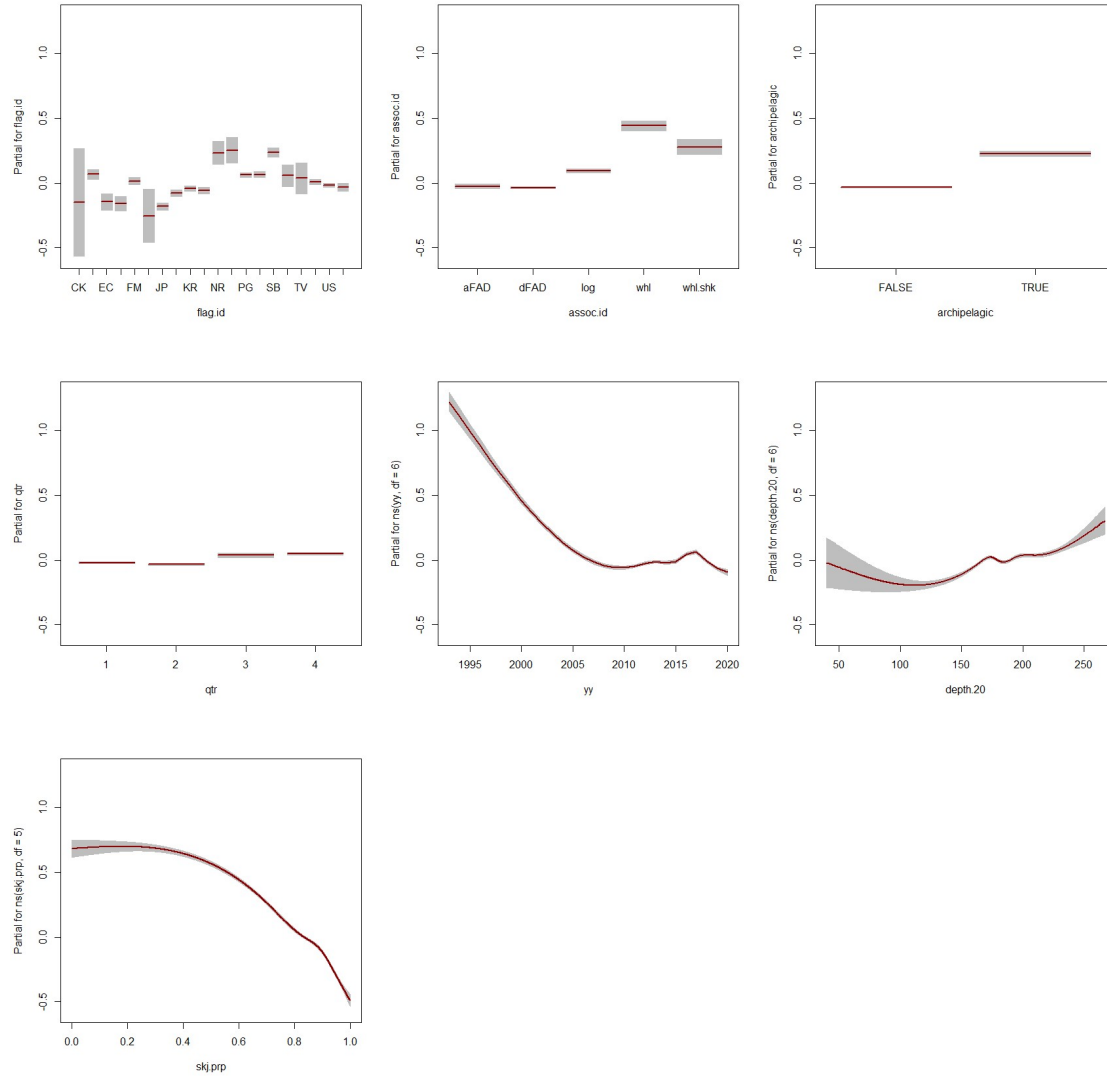 Partial for flag.id
1.0
0.5
0.0
-0.5
CK EC FM JP KR NR PG SB TV US
flag.id
Partial for assoc.id
1.0
0.5
0.0
-0.5
aFAD dFAD log whl whl.shk
assoc.id
Partial for archipelagic
1.0
0.5
0.0
-0.5
FALSE TRUE
archipelagic
Partial for qtr
1.0
0.5
0.0
-0.5
1 2 3 4
qtr
Partial for ns(yy, df = 6)
1.0
0.5
0.0
-0.5
1995 2000 2005 2010 2015 2020
yy
Partial for ns(depth.20, df = 6)
1.0
0.5
0.0
-0.5
50 100 150 200 250
depth.20
Partial for ns(skj.prp, df = 5)
1.0
0.5
0.0
-0.5
0.0 0.2 0.4 0.6 0.8 1.0
skj.prp